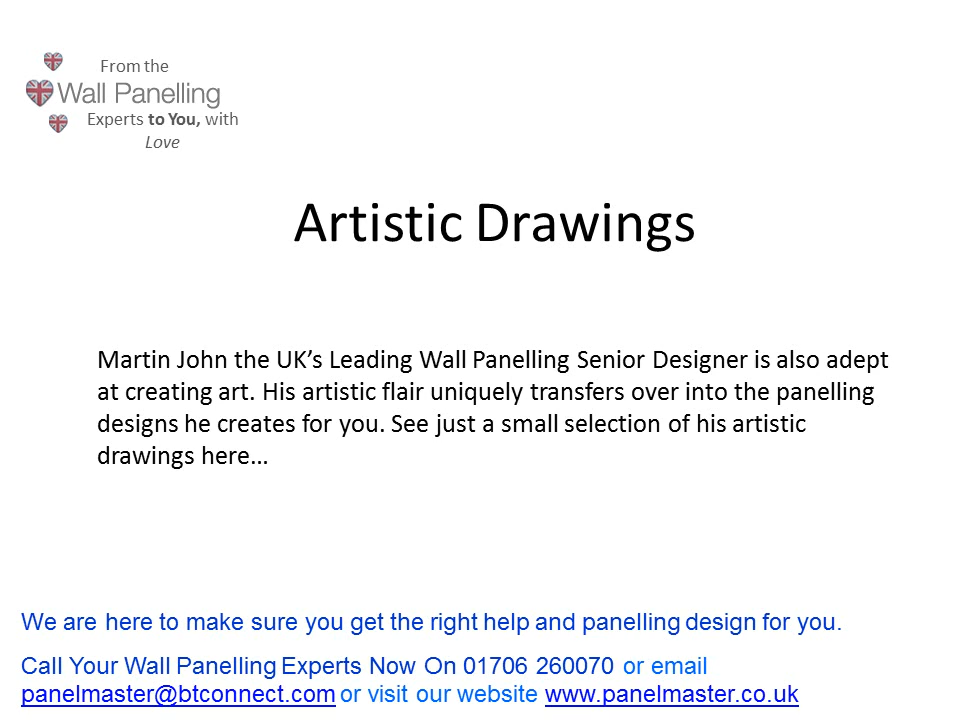 From the
Wall Panelling
Experts to You, with
Love
Artistic Drawings
Martin John the UK’s Leading Wall Panelling Senior Designer is also adept
at creating art. His artistic flair uniquely transfers over into the panelling
designs he creates for you. See just a small selection of his artistic
drawings here…
We are here to make sure you get the right help and panelling design for you.
Call Your Wall Panelling Experts Now On 01706 260070 or email
panelmaster@btconnect.com or visit our website www.panelmaster.co.uk